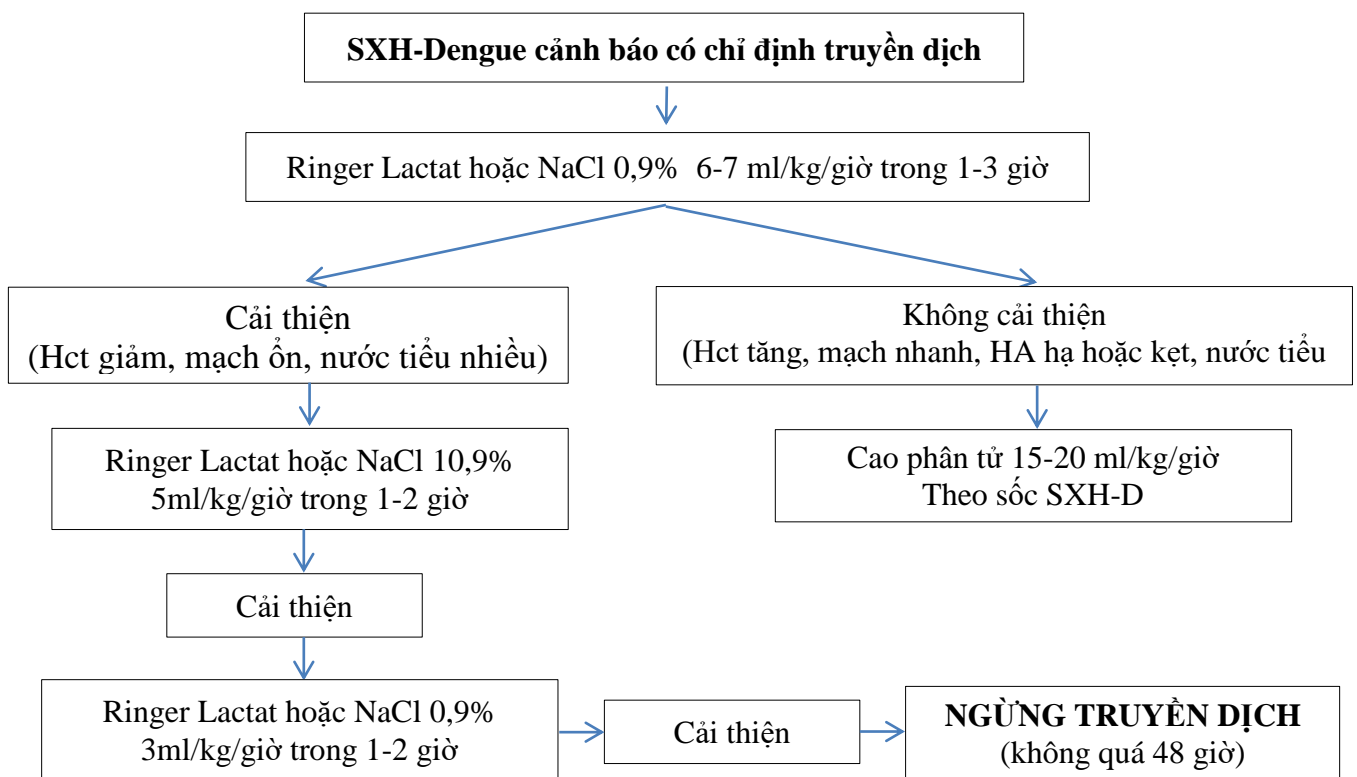 SXH-Dengue cảnh báo có chỉ định truyền dịch
Ringer Lactat hoặc NaCl 0,9% 6-7 ml/kg/giờ trong 1-3 giờ
Cải thiện
(Hct giảm, mạch ổn, nước tiểu nhiều)
Không cải thiện
(Hct tăng, mạch nhanh, HA hạ hoặc kẹt, nước tiểu
Ringer Lactat hoặc NaCl 10,9%
5ml/kg/giờ trong 1-2 giờ
Cao phân tử 15-20 ml/kg/giờ
Theo sốc SXH-D
Cải thiện
Ringer Lactat hoặc NaCl 0,9%
3ml/kg/giờ trong 1-2 giờ
Cải thiện
NGỪNG TRUYỀN DỊCH
(không quá 48 giờ)